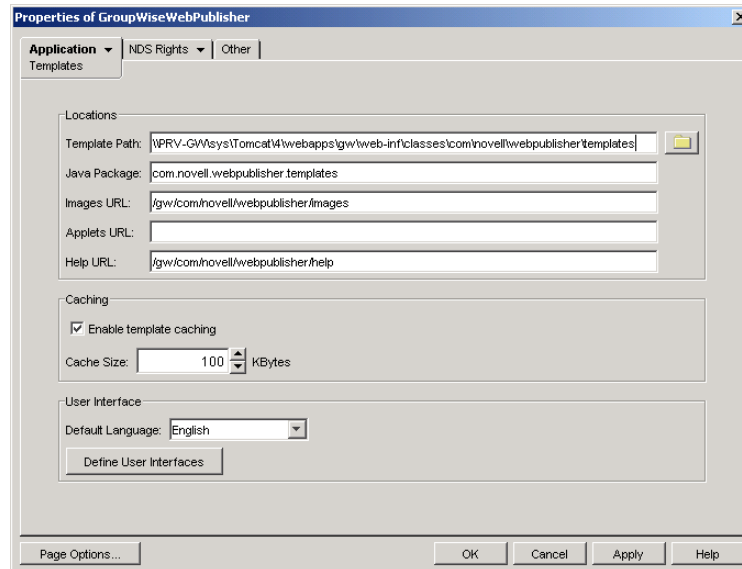 Properties of GroupWiseWebPublisher
Application NDS Rights Other
Templates
Locations
Template Path: \\PRV-GW\sys\Tomcat\4\webapps\gw\web-inf\classes\com\novell\webpublisher\templates
Java Package: com.novell.webpublisher.templates
Images URL: /gw/com/novell/webpublisher/images
Applets URL:
Help URL: /gw/com/novell/webpublisher/help
Caching
Enable template caching
Cache Size: 100 KBytes
User Interface
Default Language: English
Define User Interfaces
Page Options... OK Cancel Apply Help